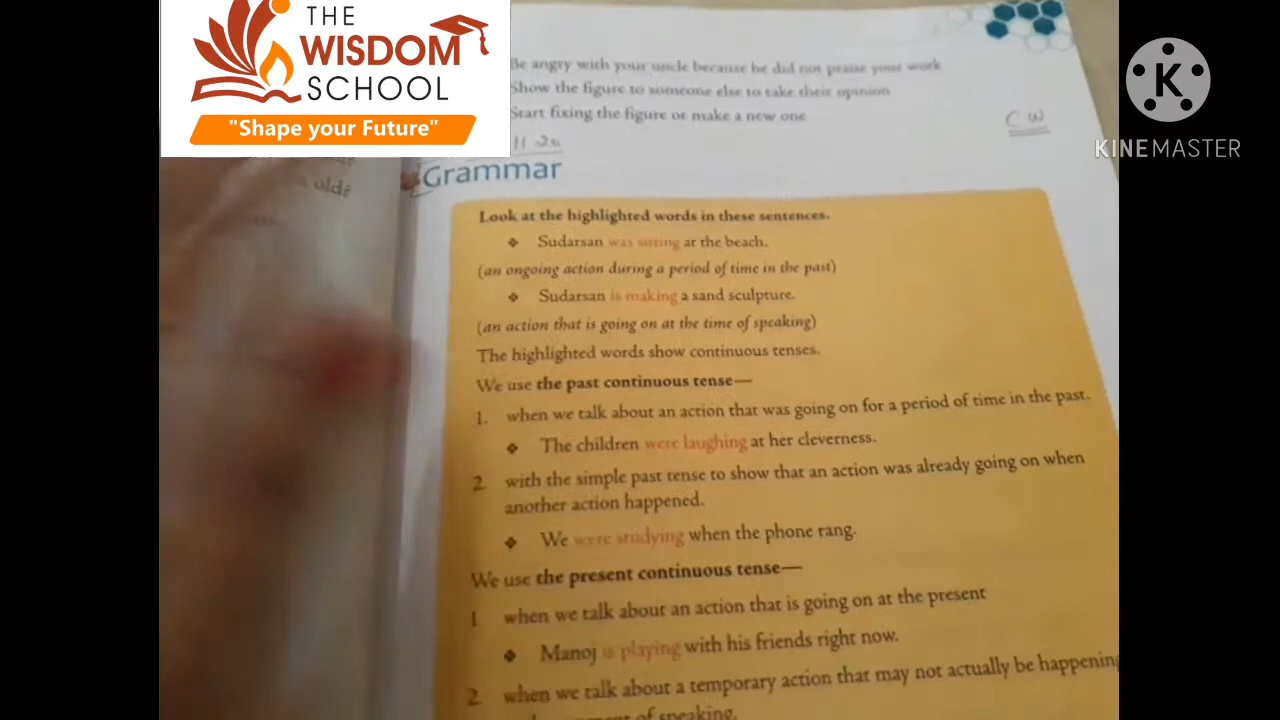 THE
WISDOM
SCHOOL
"Shape your Future"
KINEMASTER
Be angry with your uncle because he did not praise your work
Show the figure to someone else to take their opinion
Start fixing the figure or make a new one
C W
old?
Grammar
Look at the highlighted words in these sentences.
❖ Sudarsan was sitting at the beach.
(an ongoing action during a period of time in the past)
❖ Sudarsan is making a sand sculpture.
(an action that is going on at the time of speaking)
The highlighted words show continuous tenses.
We use the past continuous tense—
1. when we talk about an action that was going on for a period of time in the past.
❖ The children were laughing at her cleverness.
2. with the simple past tense to show that an action was already going on when
another action happened.
❖ We were studying when the phone rang.
We use the present continuous tense—
1 when we talk about an action that is going on at the present
❖ Manoj is playing with his friends right now.
2. when we talk about a temporary action that may not actually be happening
of speaking.